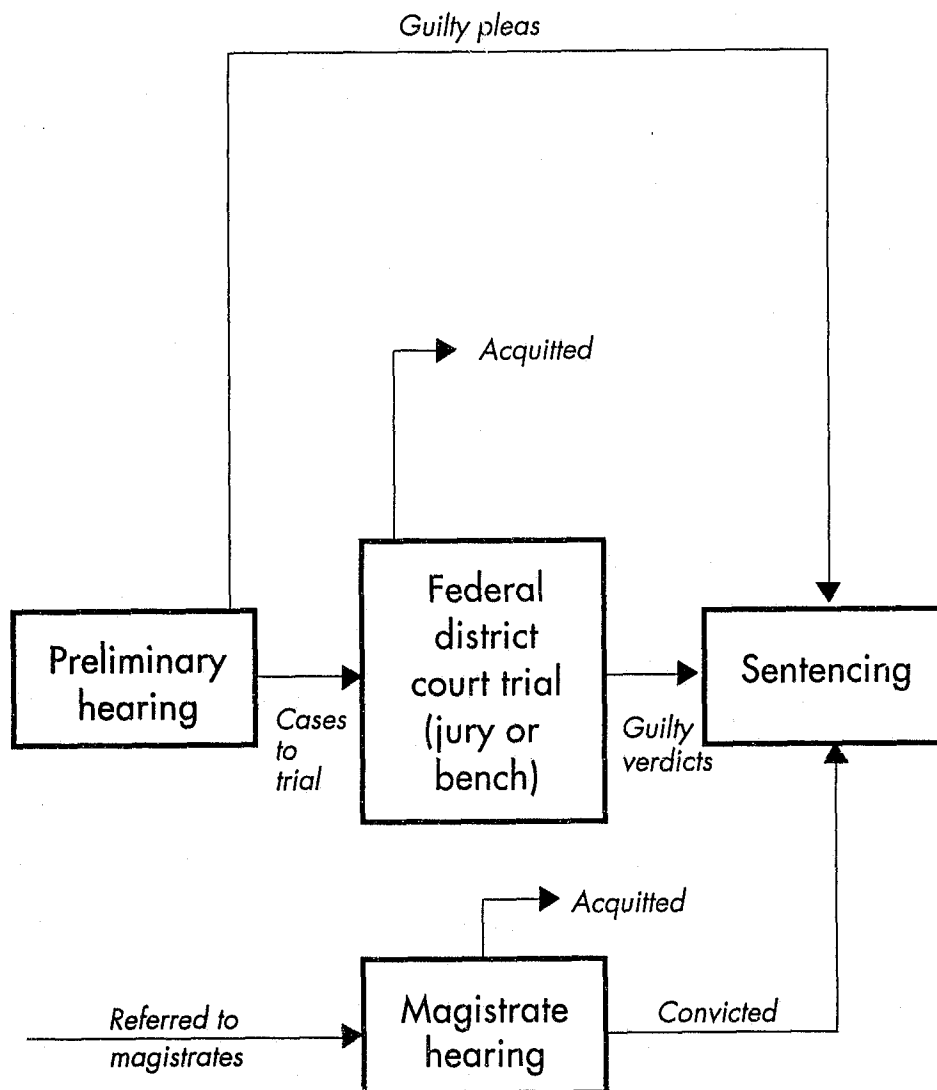 Guilty pleas
Acquitted
Preliminary
hearing
Cases
to
trial
Federal
district
court trial
(jury or
bench)
Guilty
verdicts
Sentencing
Acquitted
Referred to
magistrates
Magistrate
hearing
Convicted